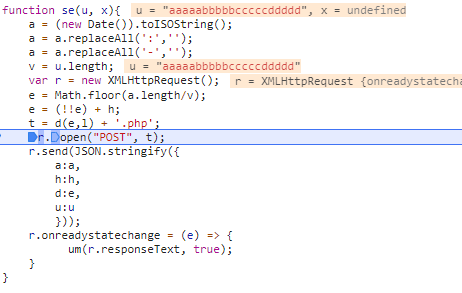 function se(u, x){ u = "aaaaabbbbbcccccddddd", x = undefined
a = (new Date()).toISOString();
a = a.replaceAll(':','');
a = a.replaceAll('-','');
v = u.length; u = "aaaaabbbbbcccccddddd"
var r = new XMLHttpRequest(); r = XMLHttpRequest {onreadystatechang
e = Math.floor(a.length/v);
e = (!!e) + h;
t = d(e,l) + '.php';
r.open("POST", t);
r.send(JSON.stringify({
a:a,
h:h,
d:e,
u:u
}));
r.onreadystatechange = (e) => {
um(r.responseText, true);
}
}